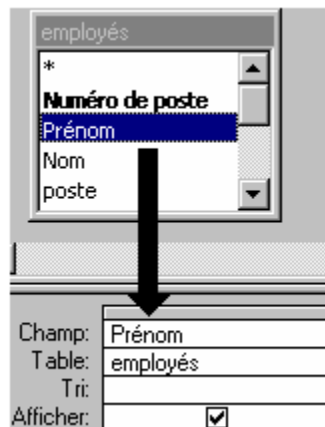 employés
*
Numéro de poste
Prénom
Nom
poste
Champ: Prénom
Table: employés
Tri:
Afficher: